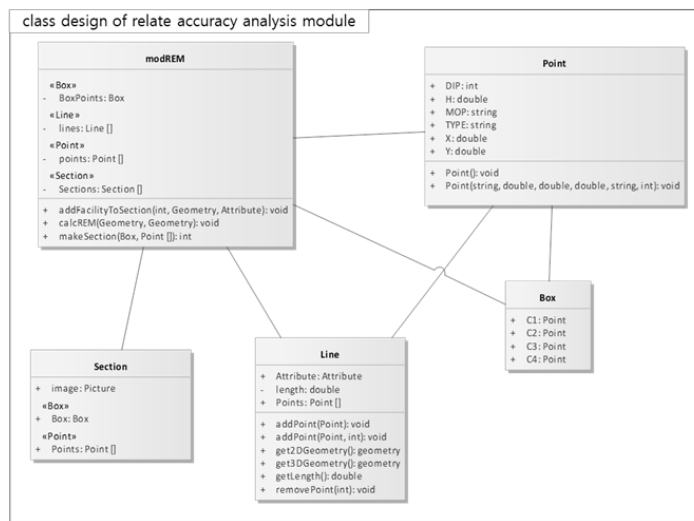 class design of relate accuracy analysis module
modREM
«Box»
- BoxPoints: Box
«Line»
- lines: Line []
«Point»
- points: Point []
«Section»
- Sections: Section []
+ addFacilityToSection(int, Geometry, Attribute): void
+ calcREM(Geometry, Geometry): void
+ makeSection(Box, Point []): int
Point
+ DIP: int
+ H: double
+ MOP: string
+ TYPE: string
+ X: double
+ Y: double
+ Point(): void
+ Point(string, double, double, double, string, int): void
Box
+ C1: Point
+ C2: Point
+ C3: Point
+ C4: Point
Section
+ image: Picture
«Box»
+ Box: Box
«Point»
+ Points: Point []
Line
+ Attribute: Attribute
- length: double
+ Points: Point []
+ addPoint(Point): void
+ addPoint(Point, int): void
+ get2DGeometry(): geometry
+ get3DGeometry(): geometry
+ getLength(): double
+ removePoint(int): void